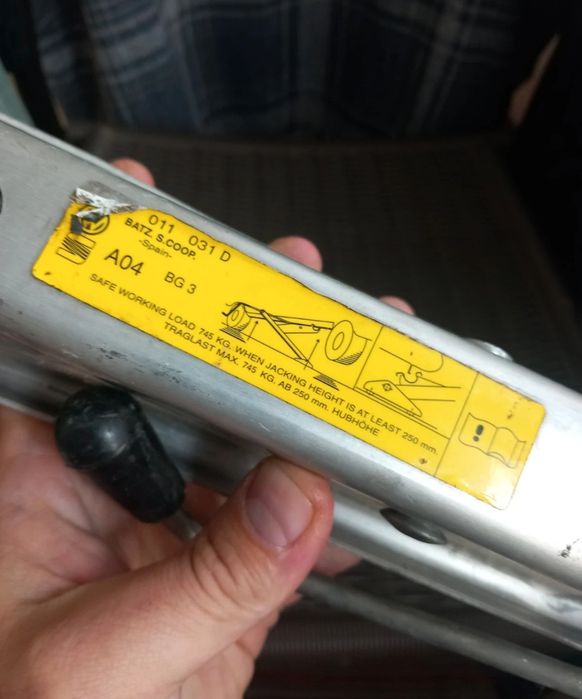 011 031 D
BATZ. S.COOP.
-Spain-
A04 BG 3
SAFE WORKING LOAD 745 KG. WHEN JACKING HEIGHT IS AT LEAST 250 mm.
TRAGLAST MAX. 745 KG. AB 250 mm. HUBHÖHE